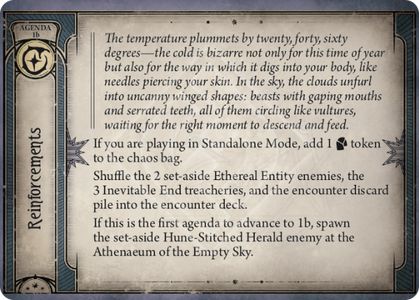 AGENDA
1b
Reinforcements
The temperature plummets by twenty, forty, sixty
degrees—the cold is bizarre not only for this time of year
but also for the way in which it digs into your body, like
needles piercing your skin. In the sky, the clouds unfurl
into uncanny winged shapes: beasts with gaping mouths
and serrated teeth, all of them circling like vultures,
waiting for the right moment to descend and feed.
If you are playing in Standalone Mode, add 1 token
to the chaos bag.
Shuffle the 2 set-aside Ethereal Entity enemies, the
3 Inevitable End treacheries, and the encounter discard
pile into the encounter deck.
If this is the first agenda to advance to 1b, spawn
the set-aside Hune-Stitched Herald enemy at the
Athenaeum of the Empty Sky.